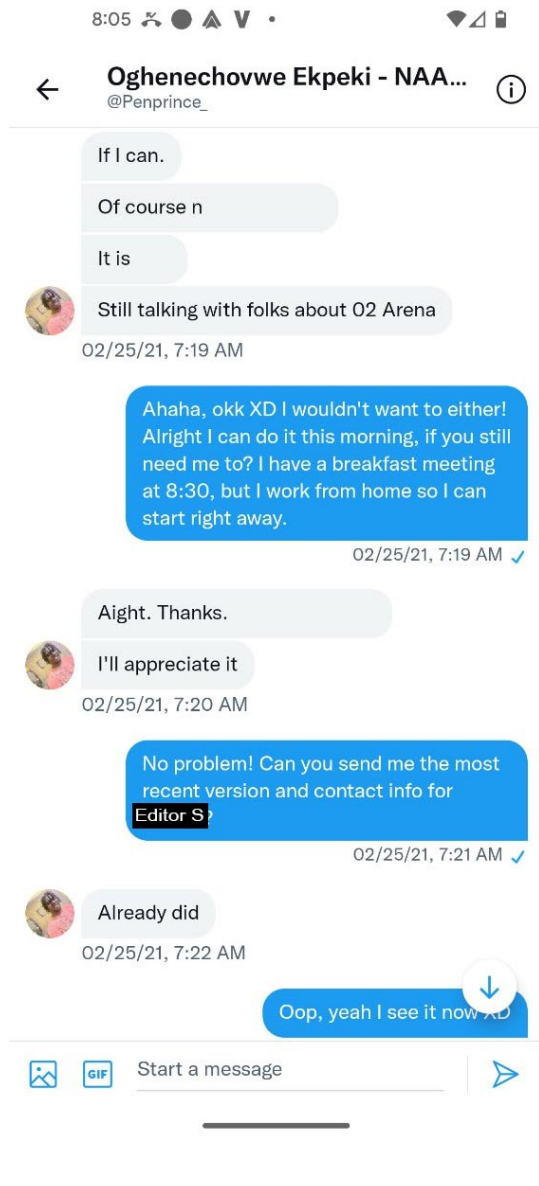 8:05
Oghenechovwe Ekpeki - NAA...
@Penprince_
If I can.
Of course n
It is
Still talking with folks about 02 Arena
02/25/21, 7:19 AM
Ahaha, okk XD I wouldn't want to either!
Alright I can do it this morning, if you still
need me to? I have a breakfast meeting
at 8:30, but I work from home so I can
start right away.
02/25/21, 7:19 AM
Aight. Thanks.
I'll appreciate it
02/25/21, 7:20 AM
No problem! Can you send me the most
recent version and contact info for
Editor S?
02/25/21, 7:21 AM
Already did
02/25/21, 7:22 AM
Oop, yeah I see it now XD
GIF
Start a message